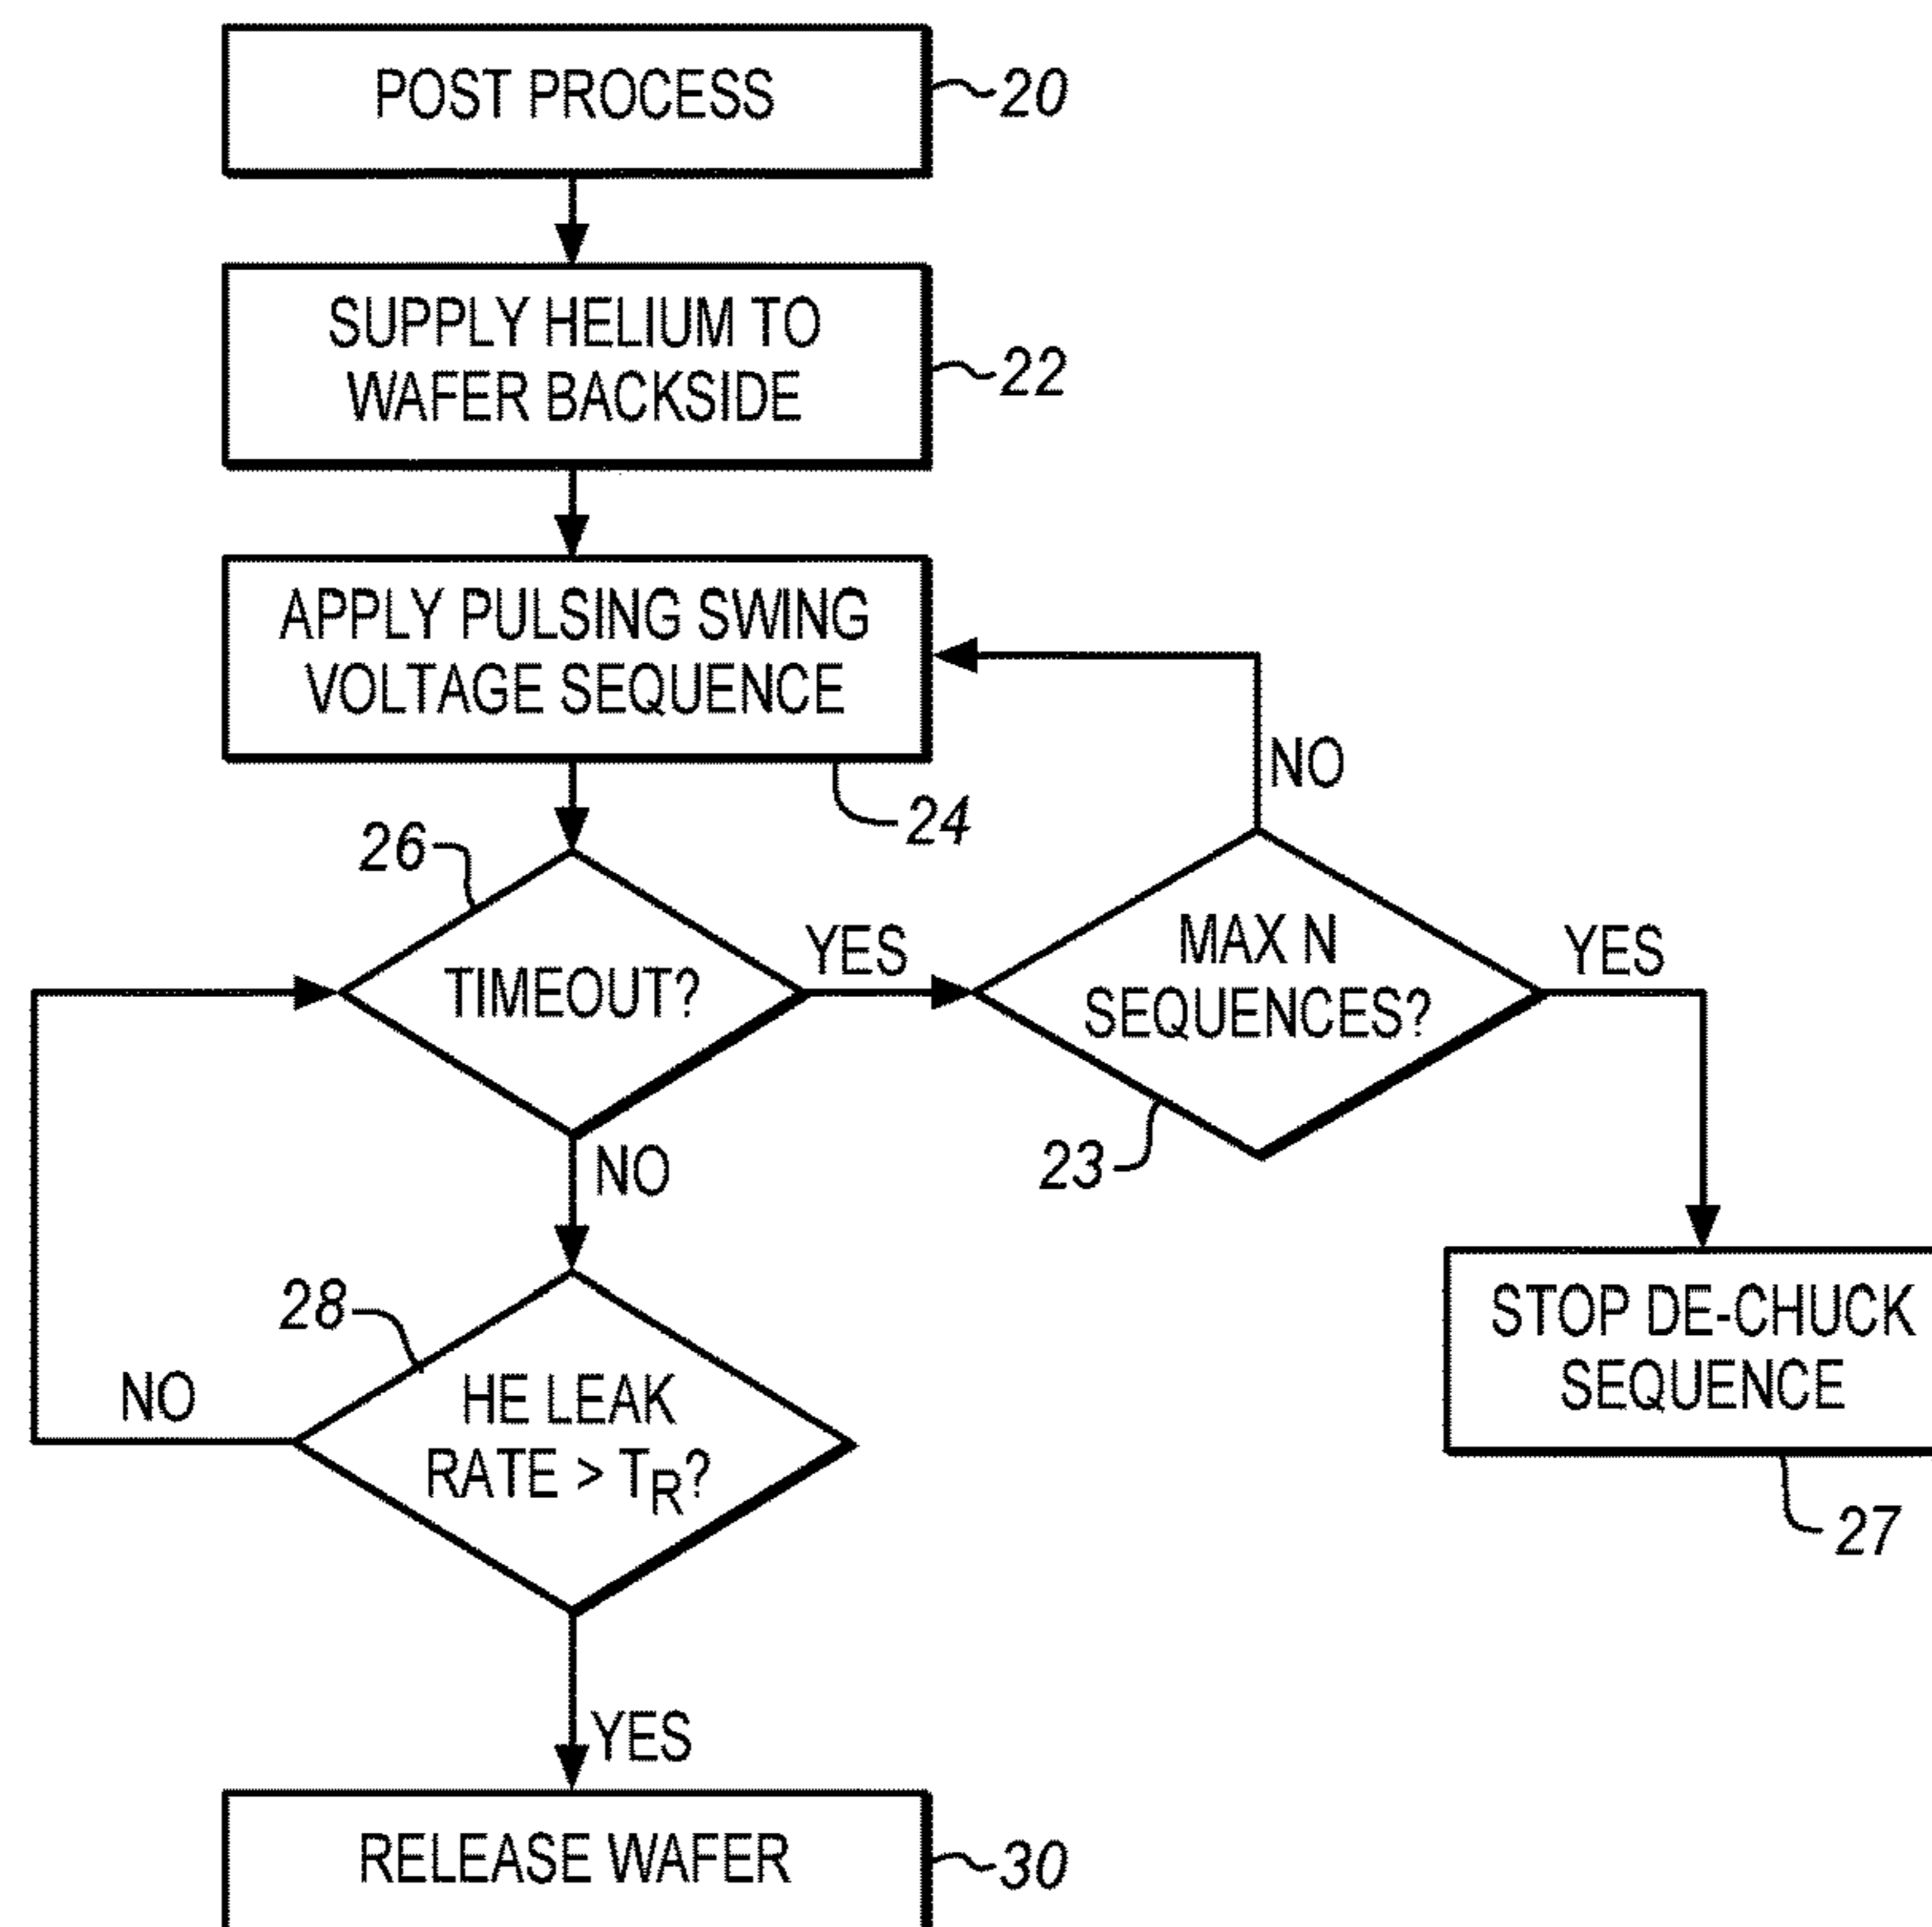 POST PROCESS
20
SUPPLY HELIUM TO
WAFER BACKSIDE
22
APPLY PULSING SWING
VOLTAGE SEQUENCE
24
NO
26
TIMEOUT?
YES
MAX N
SEQUENCES?
YES
23
NO
28
HE LEAK
RATE > TR?
NO
STOP DE-CHUCK
SEQUENCE
27
YES
RELEASE WAFER
30